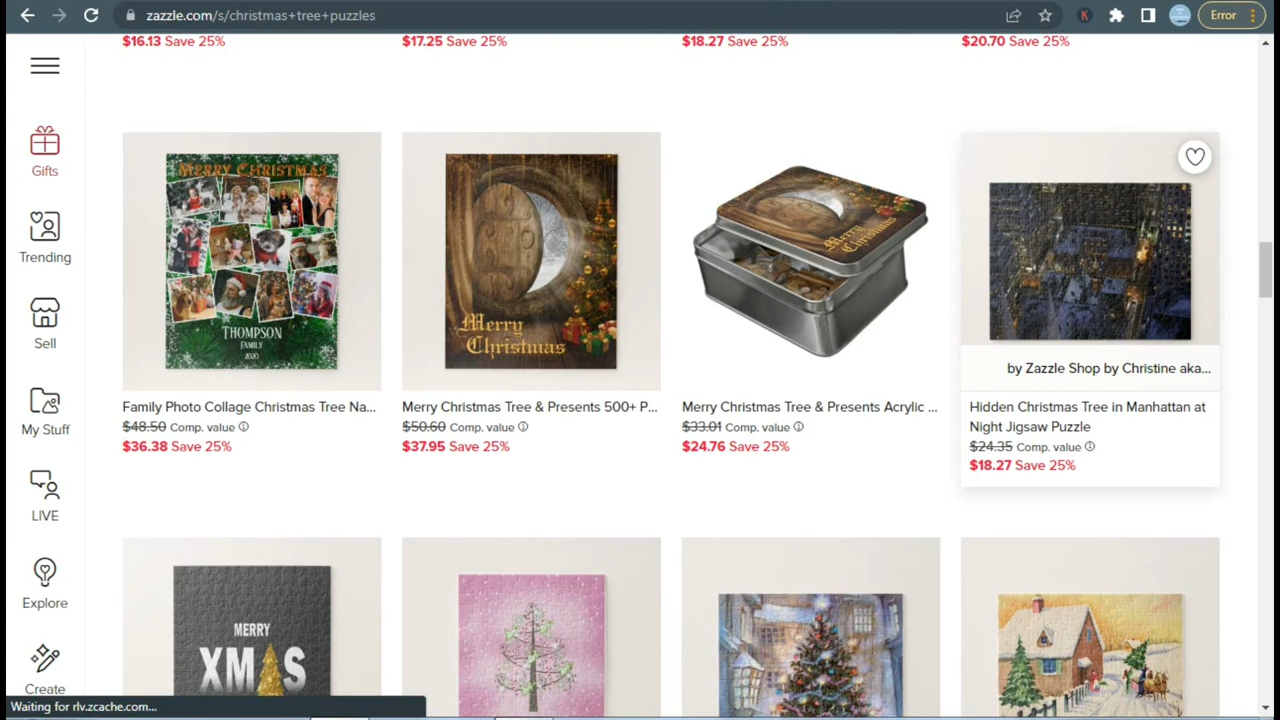 zazzle.com/s/christmas+tree+puzzles
Error
$16.13 Save 25%
$17.25 Save 25%
$18.27 Save 25%
$20.70 Save 25%
Gifts
Trending
Sell
My Stuff
LIVE
Explore
Create
MERRY CHRISTMAS
THOMPSON
FAMILY
2020
Merry
Christmas
Merry
Christmas
by Zazzle Shop by Christine aka...
Family Photo Collage Christmas Tree Na...
$48.50 Comp. value
$36.38 Save 25%
Merry Christmas Tree & Presents 500+ P...
$50.60 Comp. value
$37.95 Save 25%
Merry Christmas Tree & Presents Acrylic ...
$33.01 Comp. value
$24.76 Save 25%
Hidden Christmas Tree in Manhattan at
Night Jigsaw Puzzle
$24.35 Comp. value
$18.27 Save 25%
MERRY
XMAS
Waiting for rlv.zcache.com...
K